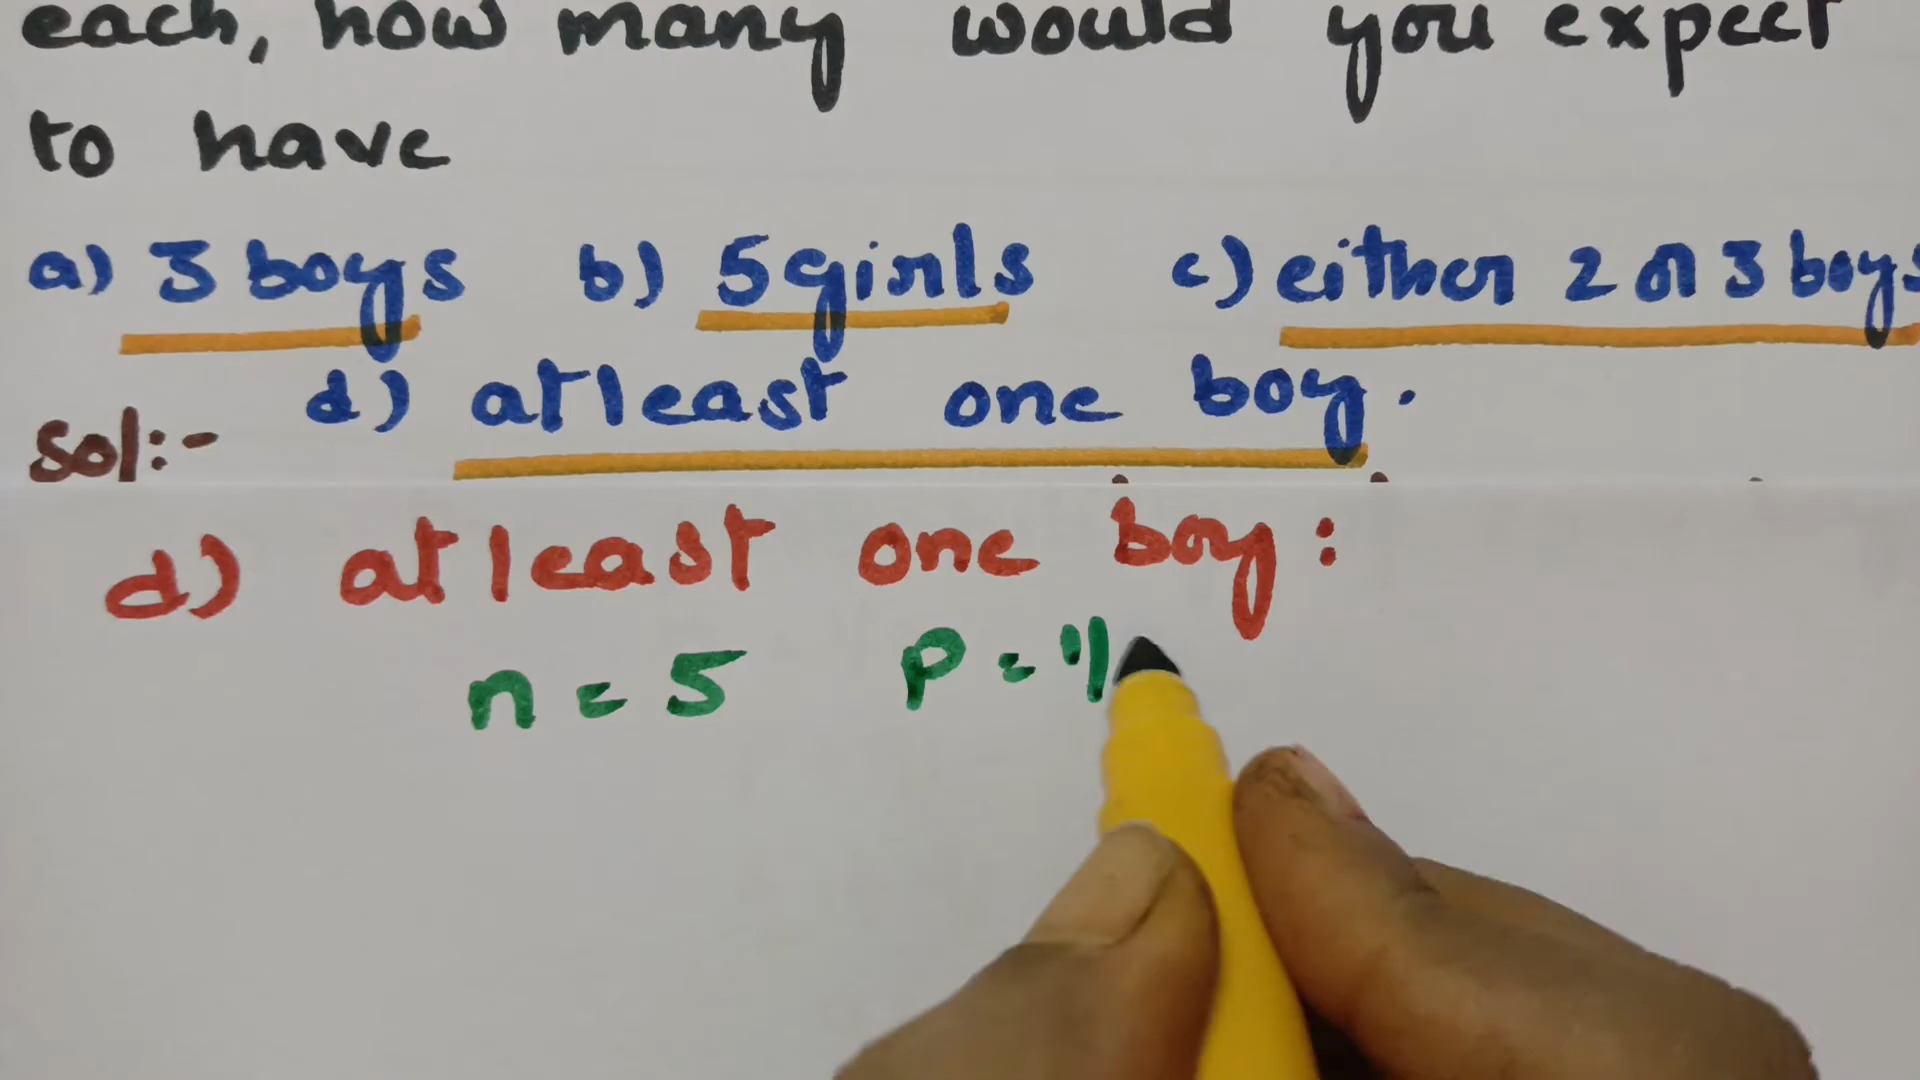 each, how many would you expect
to have
a) 3 boys b) 5 girls c) either 2 or 3 boys
d) atleast one boy.
sol:-
d) atleast one boy:
n = 5 p = 1/